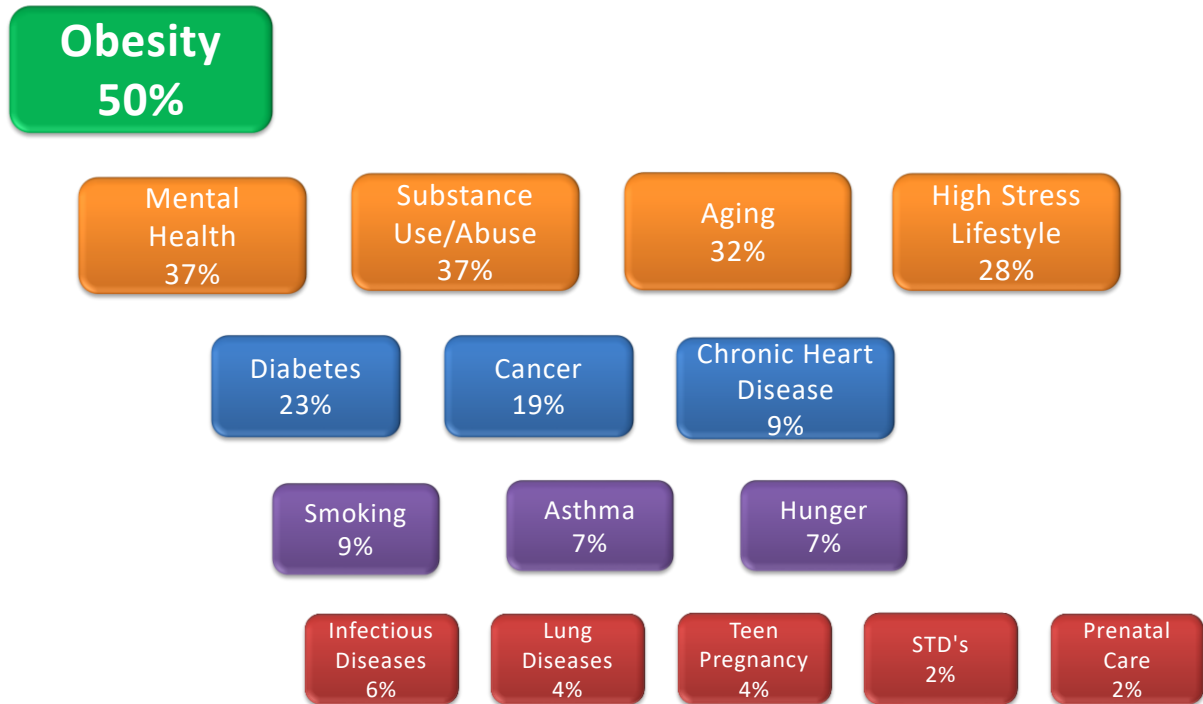 Obesity
50%
Mental
Health
37%
Substance
Use/Abuse
37%
Aging
32%
High Stress
Lifestyle
28%
Diabetes
23%
Cancer
19%
Chronic Heart
Disease
9%
Smoking
9%
Asthma
7%
Hunger
7%
Infectious
Diseases
6%
Lung
Diseases
4%
Teen
Pregnancy
4%
STD's
2%
Prenatal
Care
2%